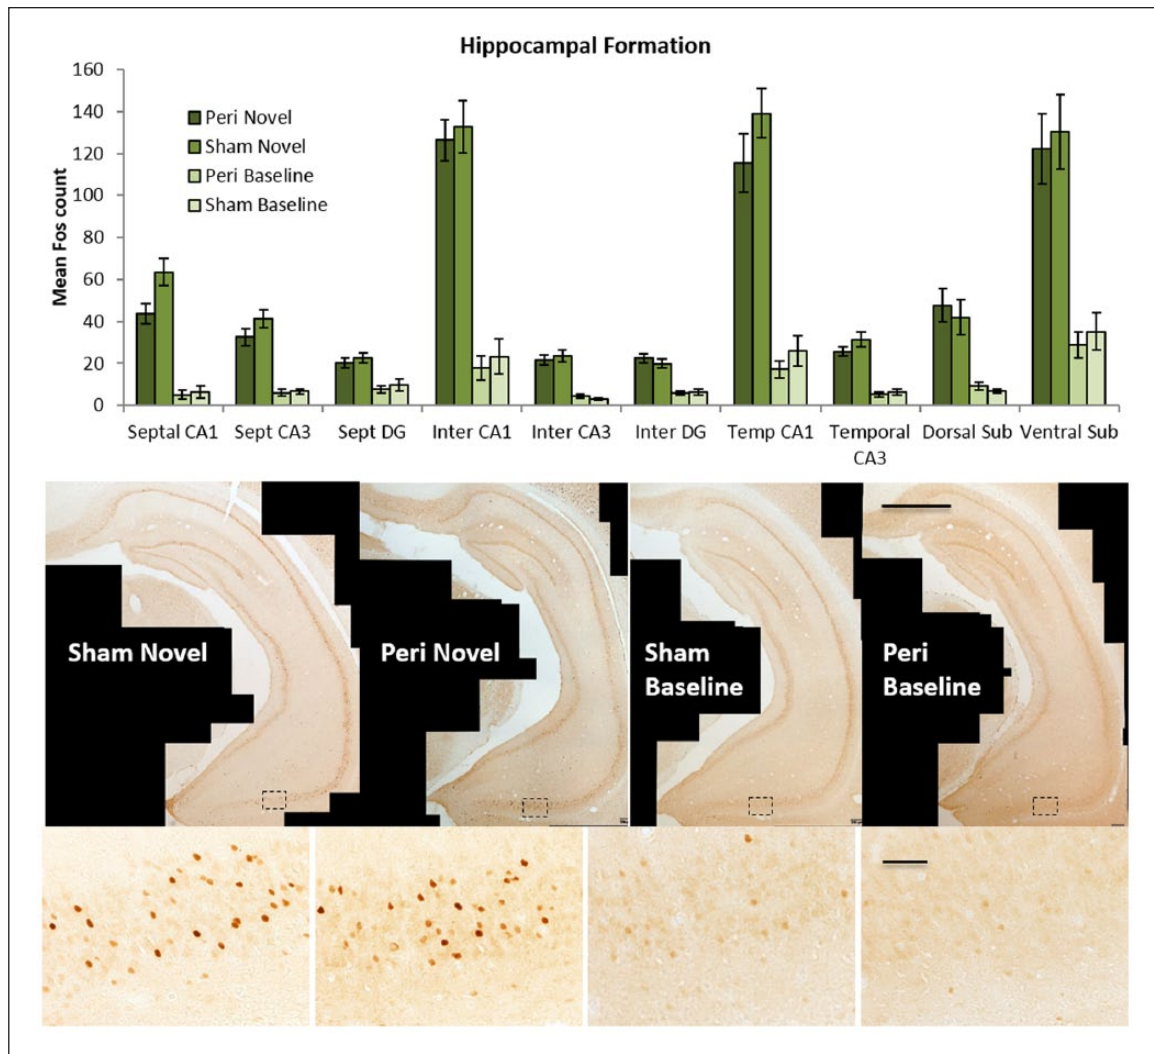 Hippocampal Formation
160
140
120
100
80
60
40
20
0
Mean Fos count
Peri Novel
Sham Novel
Peri Baseline
Sham Baseline
Septal CA1 Sept CA3 Sept DG Inter CA1 Inter CA3 Inter DG Temp CA1 Temporal Dorsal Sub Ventral Sub
CA3
Sham Novel Peri Novel Sham Peri
Baseline Baseline